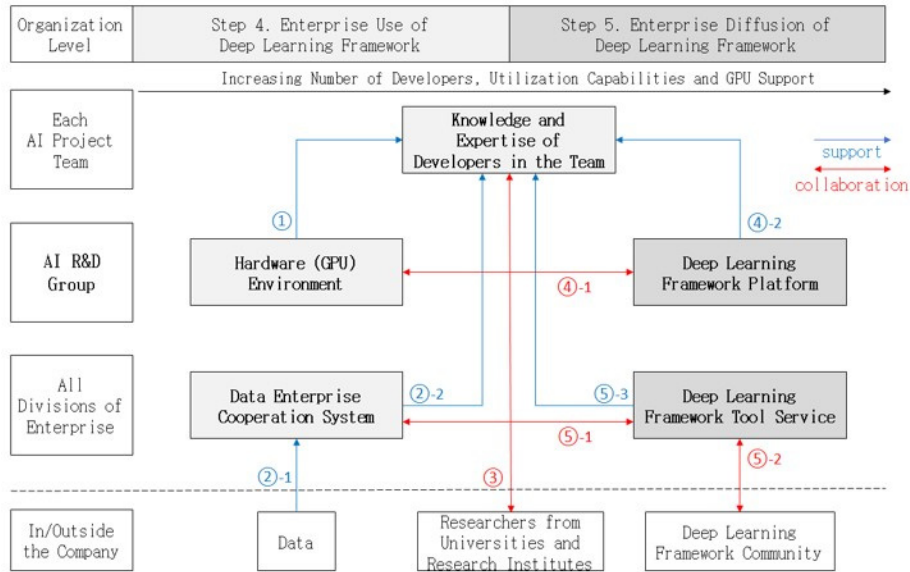 Organization
Level
Step 4. Enterprise Use of
Deep Learning Framework
Step 5. Enterprise Diffusion of
Deep Learning Framework
Increasing Number of Developers, Utilization Capabilities and GPU Support
Each
AI Project
Team
Knowledge and
Expertise of
Developers in the Team
support
collaboration
①
④-2
AI R&D
Group
Hardware (GPU)
Environment
④-1
Deep Learning
Framework Platform
All
Divisions of
Enterprise
Data Enterprise
Cooperation System
②-2
⑤-3
Deep Learning
Framework Tool Service
⑤-1
②-1
③
⑤-2
In/Outside
the Company
Data
Researchers from
Universities and
Research Institutes
Deep Learning
Framework Community